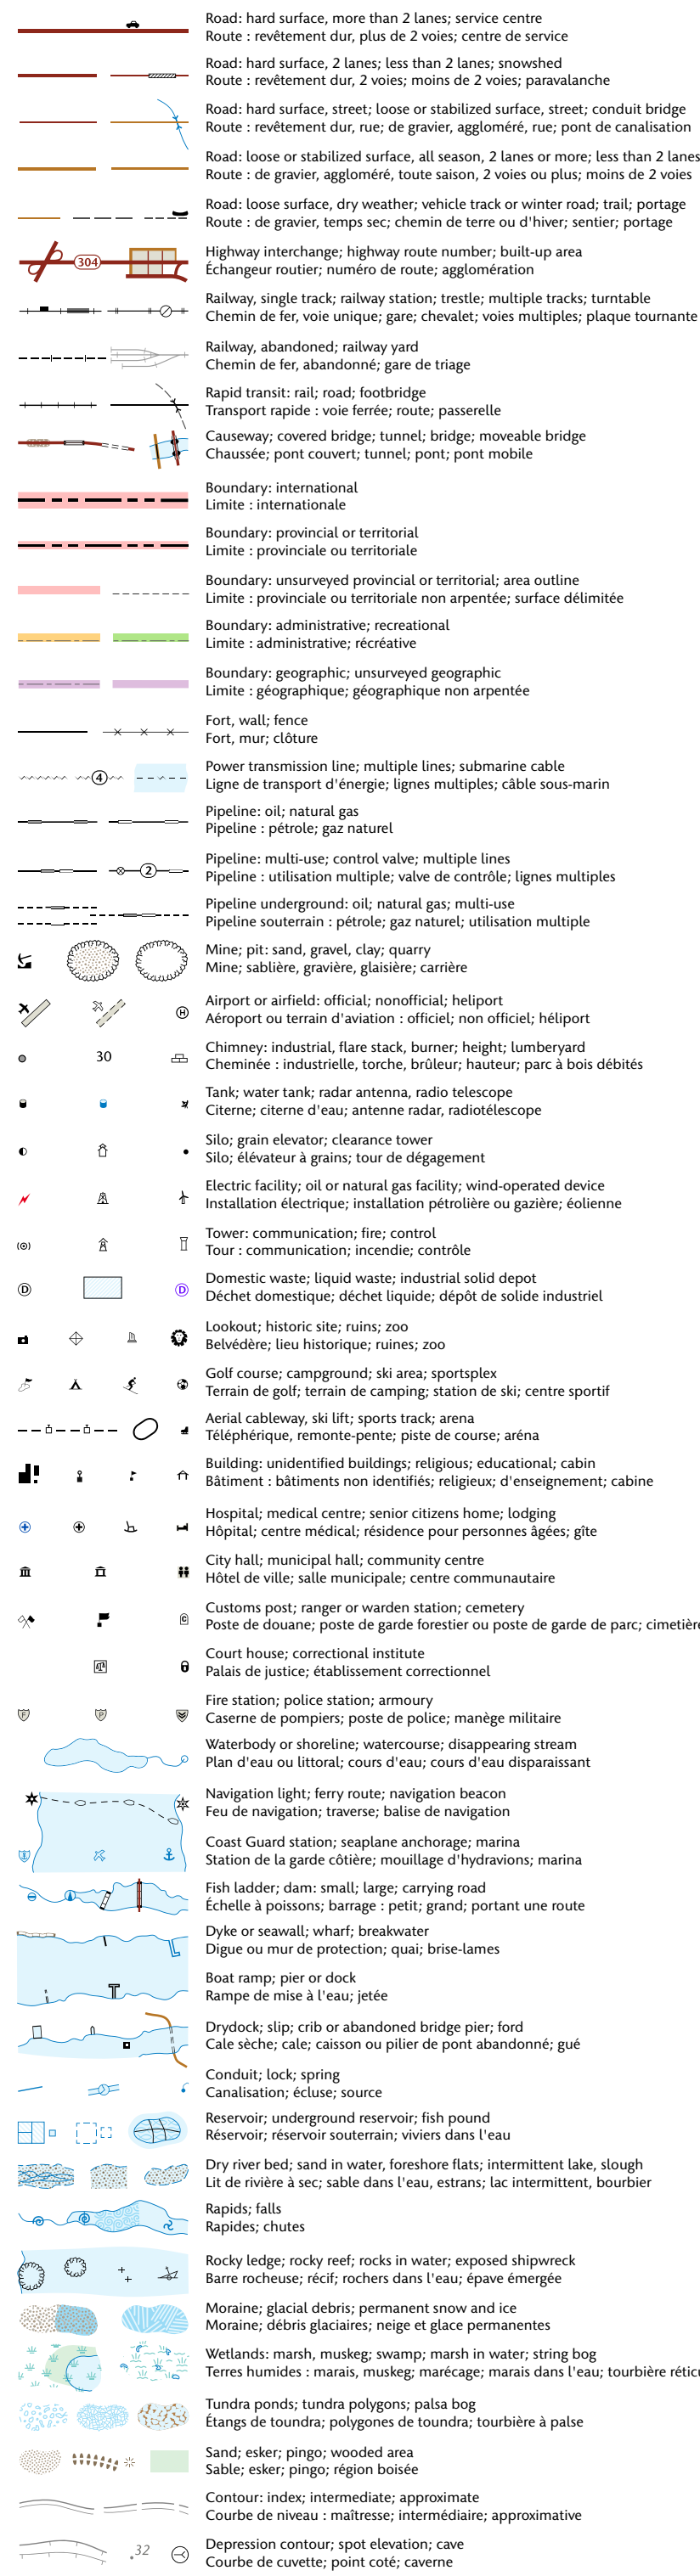 Road: hard surface, more than 2 lanes; service centre
Route : revêtement dur, plus de 2 voies; centre de service
Road: hard surface, 2 lanes; less than 2 lanes; snowshed
Route : revêtement dur, 2 voies; moins de 2 voies; paravalanche
Road: hard surface, street; loose or stabilized surface, street; conduit bridge
Route : revêtement dur, rue; de gravier, aggloméré, rue; pont de canalisation
Road: loose or stabilized surface, all season, 2 lanes or more; less than 2 lanes
Route : de gravier, aggloméré, toute saison, 2 voies ou plus; moins de 2 voies
Road: loose surface, dry weather; vehicle track or winter road; trail; portage
Route : de gravier, temps sec; chemin de terre ou d'hiver; sentier; portage
304
Highway interchange; highway route number; built-up area
Échangeur routier; numéro de route; agglomération
Railway, single track; railway station; trestle; multiple tracks; turntable
Chemin de fer, voie unique; gare; chevalet; voies multiples; plaque tournante
Railway, abandoned; railway yard
Chemin de fer, abandonné; gare de triage
Rapid transit: rail; road; footbridge
Transport rapide : voie ferrée; route; passerelle
Causeway; covered bridge; tunnel; bridge; moveable bridge
Chaussée; pont couvert; tunnel; pont; pont mobile
Boundary: international
Limite : internationale
Boundary: provincial or territorial
Limite : provinciale ou territoriale
Boundary: unsurveyed provincial or territorial; area outline
Limite : provinciale ou territoriale non arpentée; surface délimitée
Boundary: administrative; recreational
Limite : administrative; récréative
Boundary: geographic; unsurveyed geographic
Limite : géographique; géographique non arpentée
Fort, wall; fence
Fort, mur; clôture
4
Power transmission line; multiple lines; submarine cable
Ligne de transport d'énergie; lignes multiples; câble sous-marin
Pipeline: oil; natural gas
Pipeline : pétrole; gaz naturel
2
Pipeline: multi-use; control valve; multiple lines
Pipeline : utilisation multiple; valve de contrôle; lignes multiples
Pipeline underground: oil; natural gas; multi-use
Pipeline souterrain : pétrole; gaz naturel; utilisation multiple
Mine; pit: sand, gravel, clay; quarry
Mine; sablière, gravière, glaisière; carrière
H
Airport or airfield: official; nonofficial; heliport
Aéroport ou terrain d'aviation : officiel; non officiel; héliport
30
Chimney: industrial, flare stack, burner; height; lumberyard
Cheminée : industrielle, torche, brûleur; hauteur; parc à bois débités
Tank; water tank; radar antenna, radio telescope
Citerne; citerne d'eau; antenne radar, radiotélescope
Silo; grain elevator; clearance tower
Silo; élévateur à grains; tour de dégagement
Electric facility; oil or natural gas facility; wind-operated device
Installation électrique; installation pétrolière ou gazière; éolienne
Tower: communication; fire; control
Tour : communication; incendie; contrôle
D D
Domestic waste; liquid waste; industrial solid depot
Déchet domestique; déchet liquide; dépôt de solide industriel
Lookout; historic site; ruins; zoo
Belvédère; lieu historique; ruines; zoo
Golf course; campground; ski area; sportsplex
Terrain de golf; terrain de camping; station de ski; centre sportif
Aerial cableway, ski lift; sports track; arena
Téléphérique, remonte-pente; piste de course; aréna
Building: unidentified buildings; religious; educational; cabin
Bâtiment : bâtiments non identifiés; religieux; d'enseignement; cabine
Hospital; medical centre; senior citizens home; lodging
Hôpital; centre médical; résidence pour personnes âgées; gîte
City hall; municipal hall; community centre
Hôtel de ville; salle municipale; centre communautaire
C
Customs post; ranger or warden station; cemetery
Poste de douane; poste de garde forestier ou poste de garde de parc; cimetière
Court house; correctional institute
Palais de justice; établissement correctionnel
F P
Fire station; police station; armoury
Caserne de pompiers; poste de police; manège militaire
Waterbody or shoreline; watercourse; disappearing stream
Plan d'eau ou littoral; cours d'eau; cours d'eau disparaissant
Navigation light; ferry route; navigation beacon
Feu de navigation; traverse; balise de navigation
Coast Guard station; seaplane anchorage; marina
Station de la garde côtière; mouillage d'hydravions; marina
Fish ladder; dam: small; large; carrying road
Échelle à poissons; barrage : petit; grand; portant une route
Dyke or seawall; wharf; breakwater
Digue ou mur de protection; quai; brise-lames
Boat ramp; pier or dock
Rampe de mise à l'eau; jetée
Drydock; slip; crib or abandoned bridge pier; ford
Cale sèche; cale; caisson ou pilier de pont abandonné; gué
Conduit; lock; spring
Canalisation; écluse; source
Reservoir; underground reservoir; fish pound
Réservoir; réservoir souterrain; viviers dans l'eau
Dry river bed; sand in water, foreshore flats; intermittent lake, slough
Lit de rivière à sec; sable dans l'eau, estrans; lac intermittent, bourbier
Rapids; falls
Rapides; chutes
Rocky ledge; rocky reef; rocks in water; exposed shipwreck
Barre rocheuse; récif; rochers dans l'eau; épave émergée
Moraine; glacial debris; permanent snow and ice
Moraine; débris glaciaires; neige et glace permanentes
Wetlands: marsh, muskeg; swamp; marsh in water; string bog
Terres humides : marais, muskeg; marécage; marais dans l'eau; tourbière réticu
Tundra ponds; tundra polygons; palsa bog
Étangs de toundra; polygones de toundra; tourbière à palse
Sand; esker; pingo; wooded area
Sable; esker; pingo; région boisée
Contour: index; intermediate; approximate
Courbe de niveau : maîtresse; intermédiaire; approximative
.32
Depression contour; spot elevation; cave
Courbe de cuvette; point coté; caverne